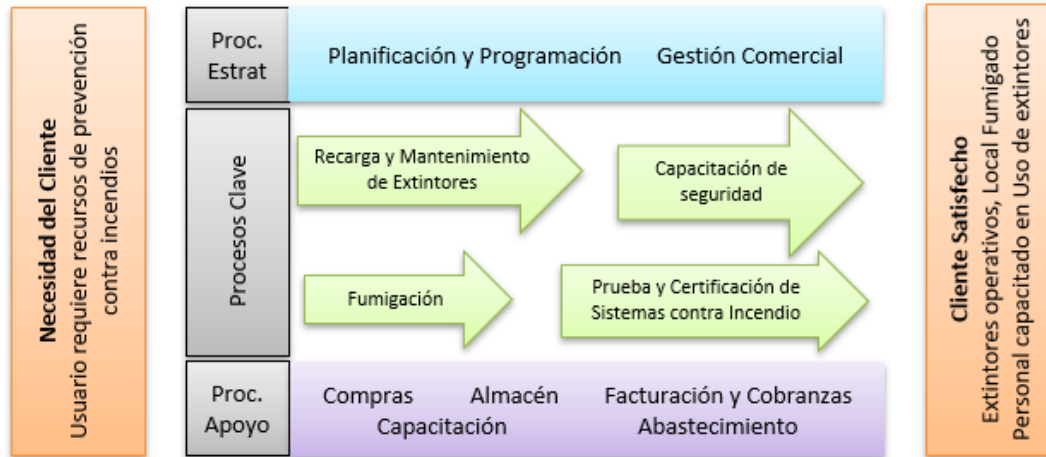 Necesidad del Cliente
Usuario requiere recursos de prevención
contra incendios
Proc.
Estrat
Planificación y Programación
Gestión Comercial
Procesos Clave
Recarga y Mantenimiento
de Extintores
Capacitación de
seguridad
Fumigación
Prueba y Certificación de
Sistemas contra Incendio
Proc.
Apoyo
Compras Almacén Facturación y Cobranzas
Capacitación Abastecimiento
Cliente Satisfecho
Extintores operativos, Local Fumigado
Personal capacitado en Uso de extintores